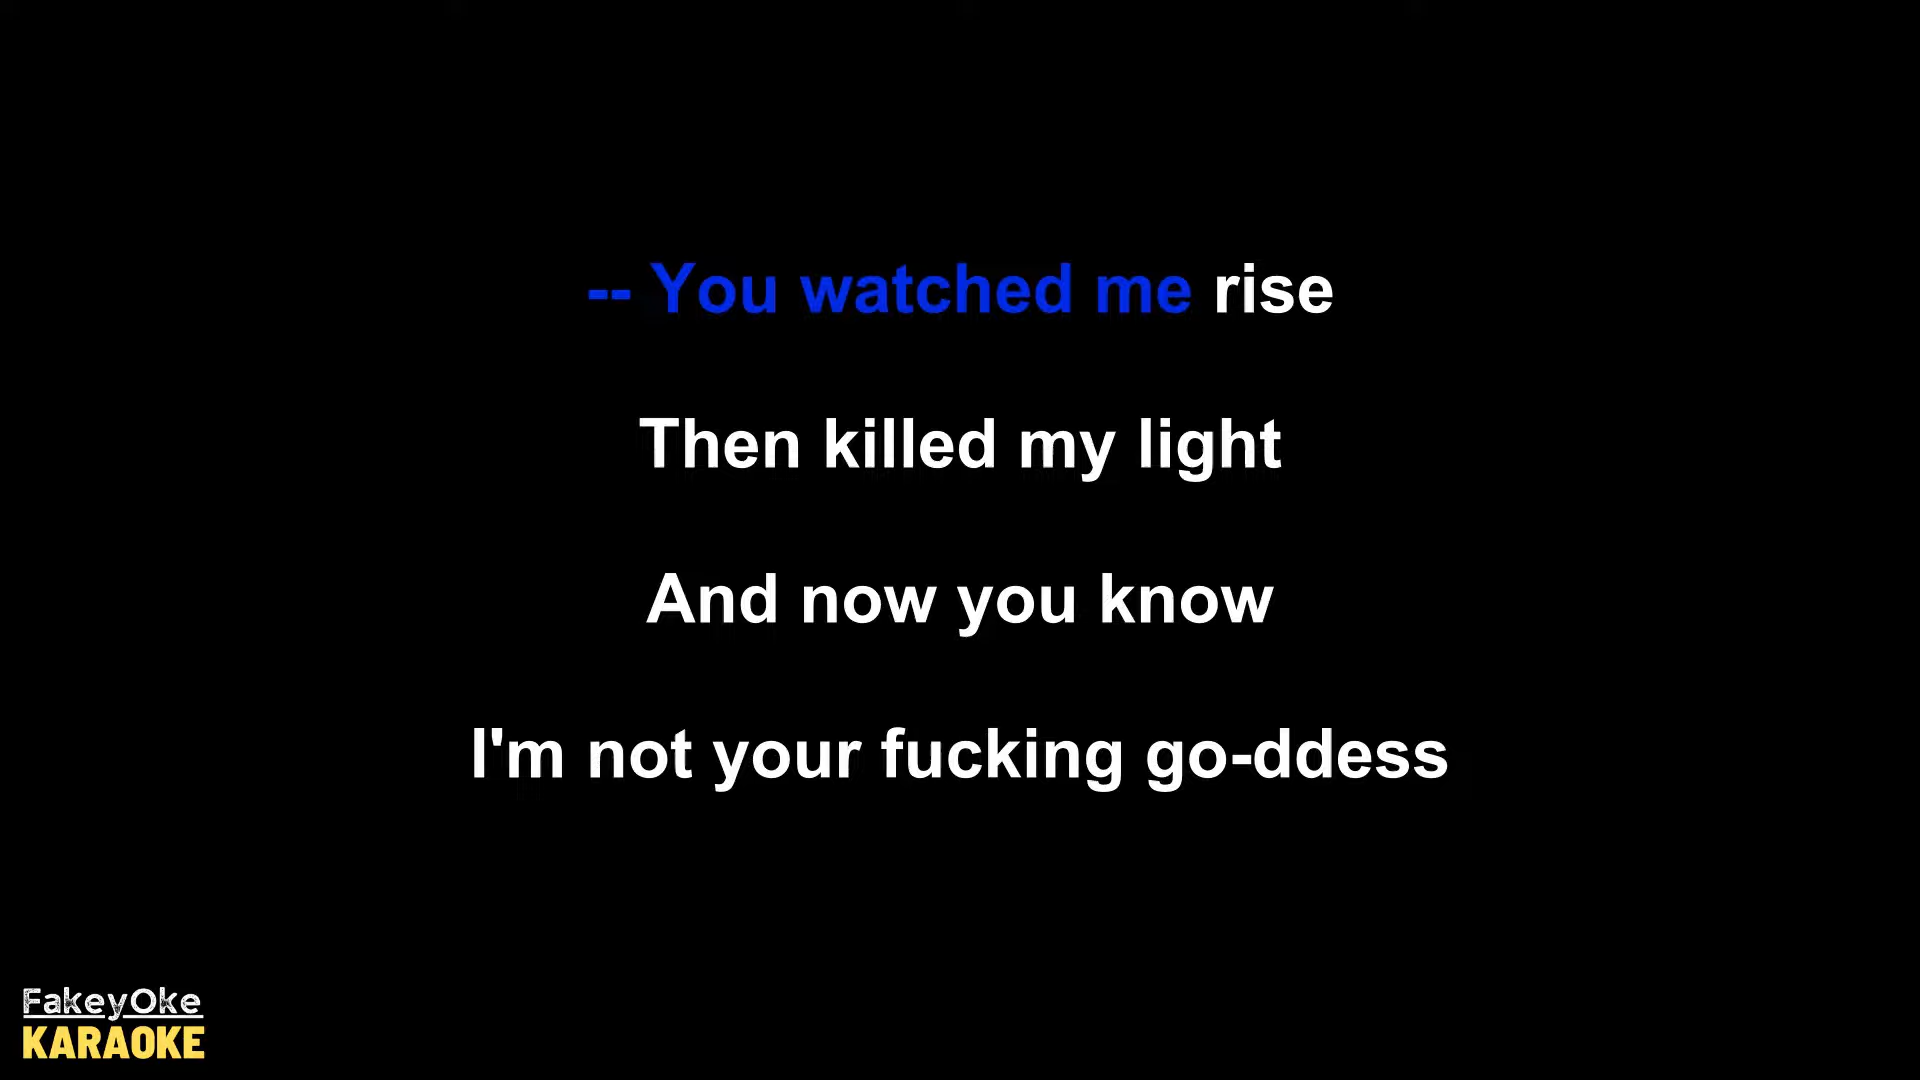 -- You watched me rise
Then killed my light
And now you know
I'm not your fucking go-ddess
FakeyOke
KARAOKE